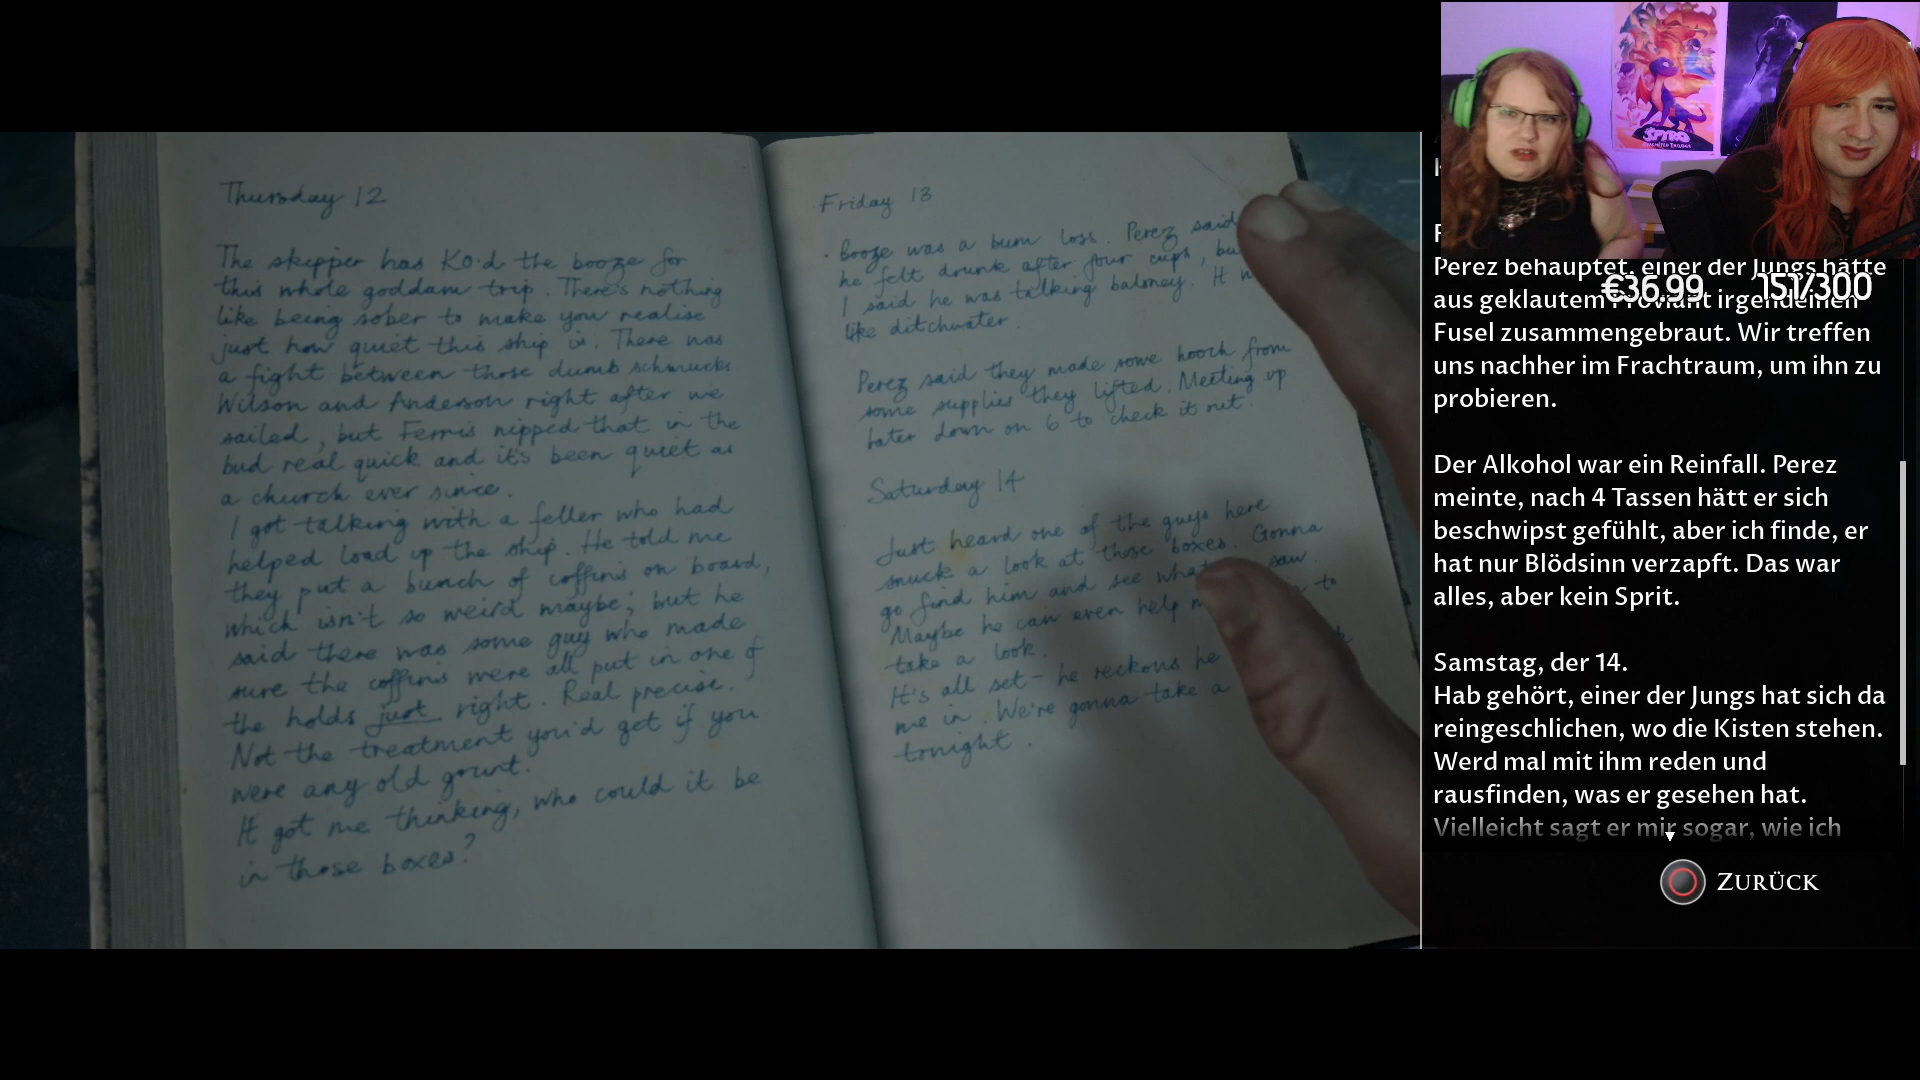 Thursday 12
The skipper has KO'd the booze for
this whole goddam trip. There's nothing
like being sober to make you realise
just how quiet this ship is. There was
a fight between those dumb schmucks
Wilson and Anderson right after we
sailed, but Ferris nipped that in the
bud real quick and it's been quiet as
a church ever since.
I got talking with a feller who had
helped load up the ship. He told me
they put a bunch of coffins on board,
which isn't so weird maybe; but he
said there was some guy who made
sure the coffins were all put in one of
the holds just right. Real precise.
Not the treatment you'd get if you
were any old grunt.
It got me thinking, who could it be
in those boxes?
Friday 13
Booze was a bum loss. Perez said
he felt drunk after four cups, but
I said he was talking baloney. It
like ditchwater.
Perez said they made some hooch from
some supplies they lifted. Meeting up
later down on 6 to check it out.
Saturday 14
Just heard one of the guys here
snuck a look at those boxes. Gonna
go find him and see what saw.
Maybe he can even help to
take a look.
It's all set - he reckons he
me in. We're gonna take a
tonight.
SPYRO
€36.99 151/300
Perez behauptet, einer der Jungs hätte
aus geklautem Proviant irgendeinen
Fusel zusammengebraut. Wir treffen
uns nachher im Frachtraum, um ihn zu
probieren.
Der Alkohol war ein Reinfall. Perez
meinte, nach 4 Tassen hätt er sich
beschwipst gefühlt, aber ich finde, er
hat nur Blödsinn verzapft. Das war
alles, aber kein Sprit.
Samstag, der 14.
Hab gehört, einer der Jungs hat sich da
reingeschlichen, wo die Kisten stehen.
Werd mal mit ihm reden und
rausfinden, was er gesehen hat.
Vielleicht sagt er mir sogar, wie ich
ZURÜCK